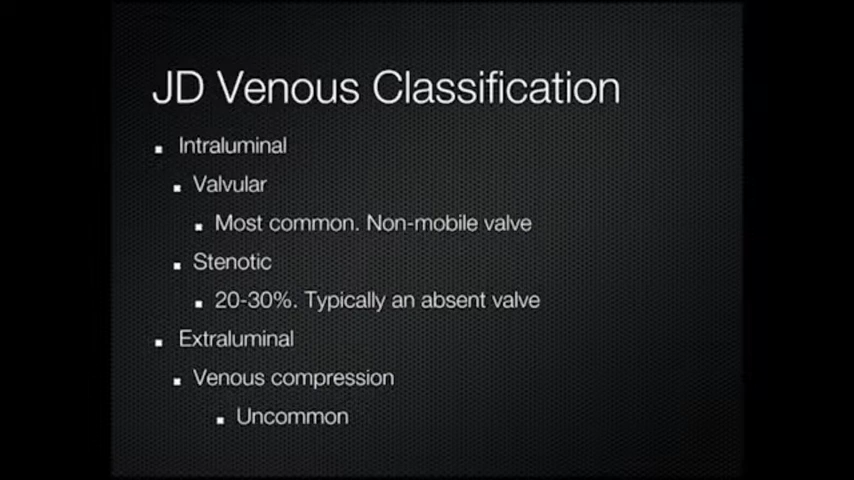 JD Venous Classification
Intraluminal
Valvular
Most common. Non-mobile valve
Stenotic
20-30%. Typically an absent valve
Extraluminal
Venous compression
Uncommon